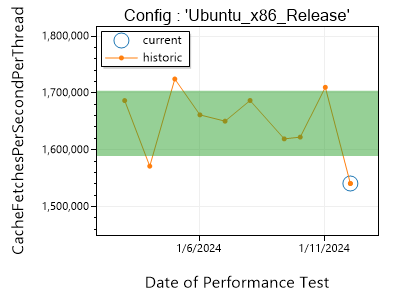 Config : 'Ubuntu_x86_Release'
CacheFetchesPerSecondPerThread
1,800,000
1,700,000
1,600,000
1,500,000
current
historic
1/6/2024
1/11/2024
Date of Performance Test